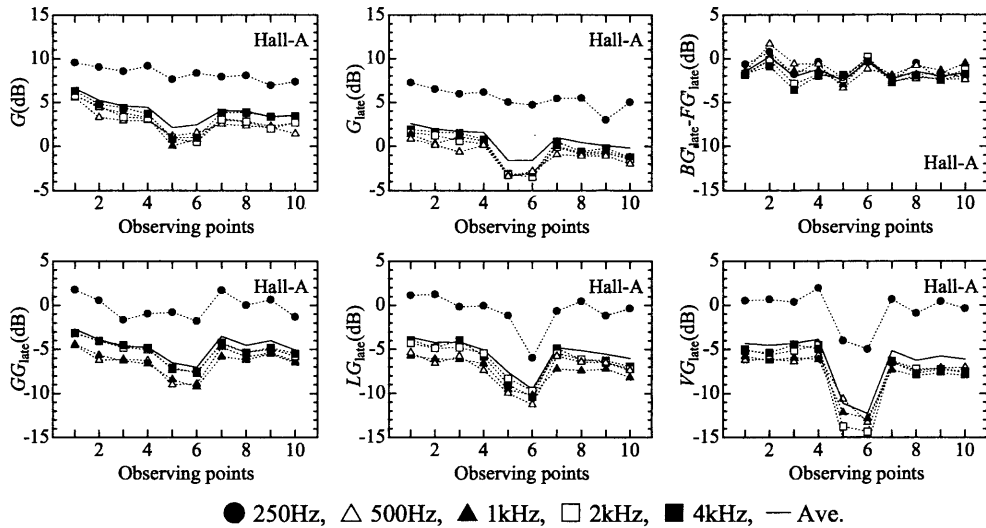 15
10
5
0
-5
G(dB)
Hall-A
2 4 6 8 10
Observing points
15
10
5
0
-5
Glate(dB)
Hall-A
2 4 6 8 10
Observing points
5
0
-5
-10
-15
BGlate-FGlate(dB)
Hall-A
2 4 6 8 10
Observing points
5
0
-5
-10
-15
GGlate(dB)
Hall-A
2 4 6 8 10
Observing points
5
0
-5
-10
-15
LGlate(dB)
Hall-A
2 4 6 8 10
Observing points
5
0
-5
-10
-15
VGlate(dB)
Hall-A
2 4 6 8 10
Observing points
250Hz, 500Hz, 1kHz, 2kHz, 4kHz, Ave.